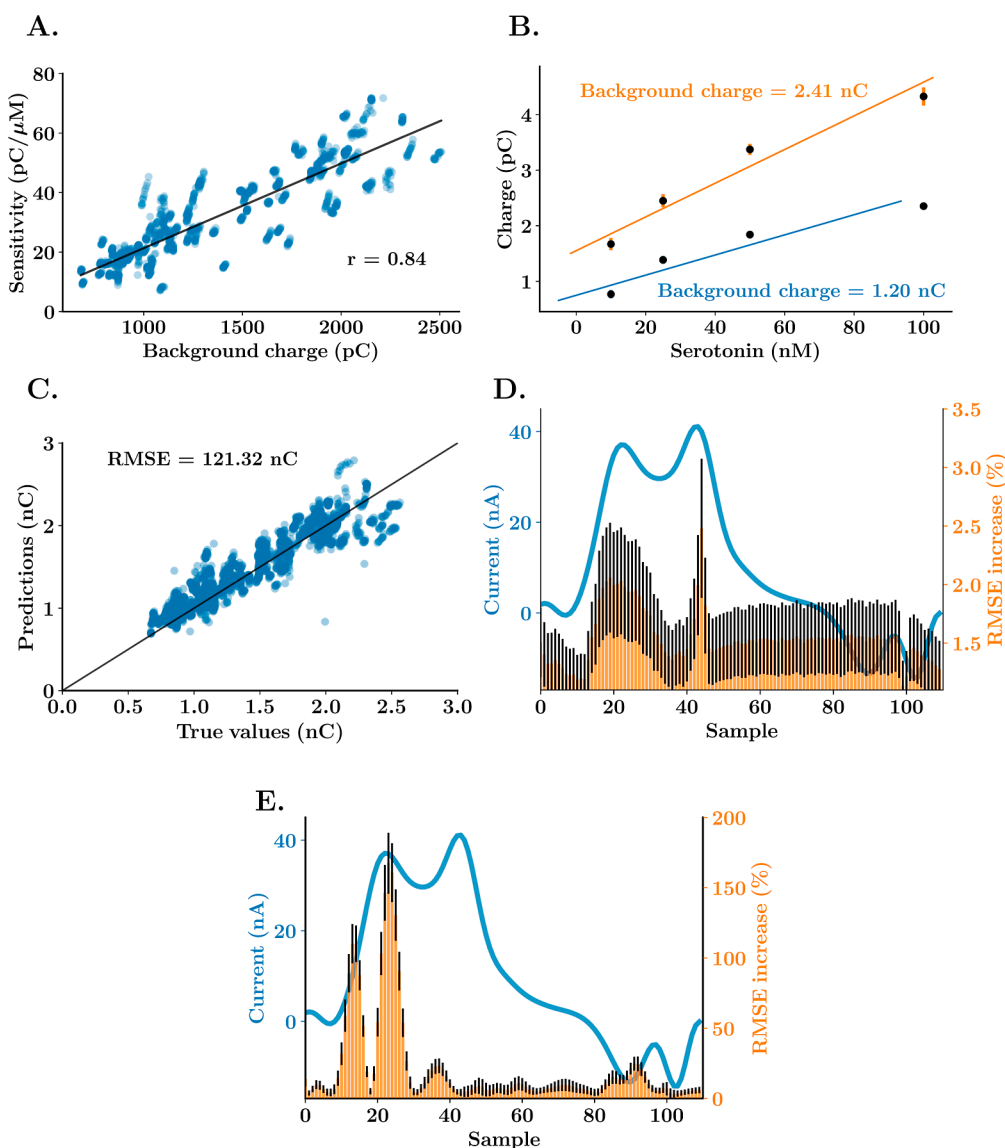 A.
Sensitivity (pC/μM)
80
60
40
20
0
r = 0.84
1000 1500 2000 2500
Background charge (pC)
B.
Charge (pC)
4
3
2
1
Background charge = 2.41 nC
Background charge = 1.20 nC
0 20 40 60 80 100
Serotonin (nM)
C.
Predictions (nC)
3
2
1
0
RMSE = 121.32 nC
0.0 0.5 1.0 1.5 2.0 2.5 3.0
True values (nC)
D.
Current (nA)
40
20
0
3.5
3.0
2.5
2.0
1.5
RMSE increase (%)
0 20 40 60 80 100
Sample
E.
Current (nA)
40
20
0
200
150
100
50
0
RMSE increase (%)
0 20 40 60 80 100
Sample